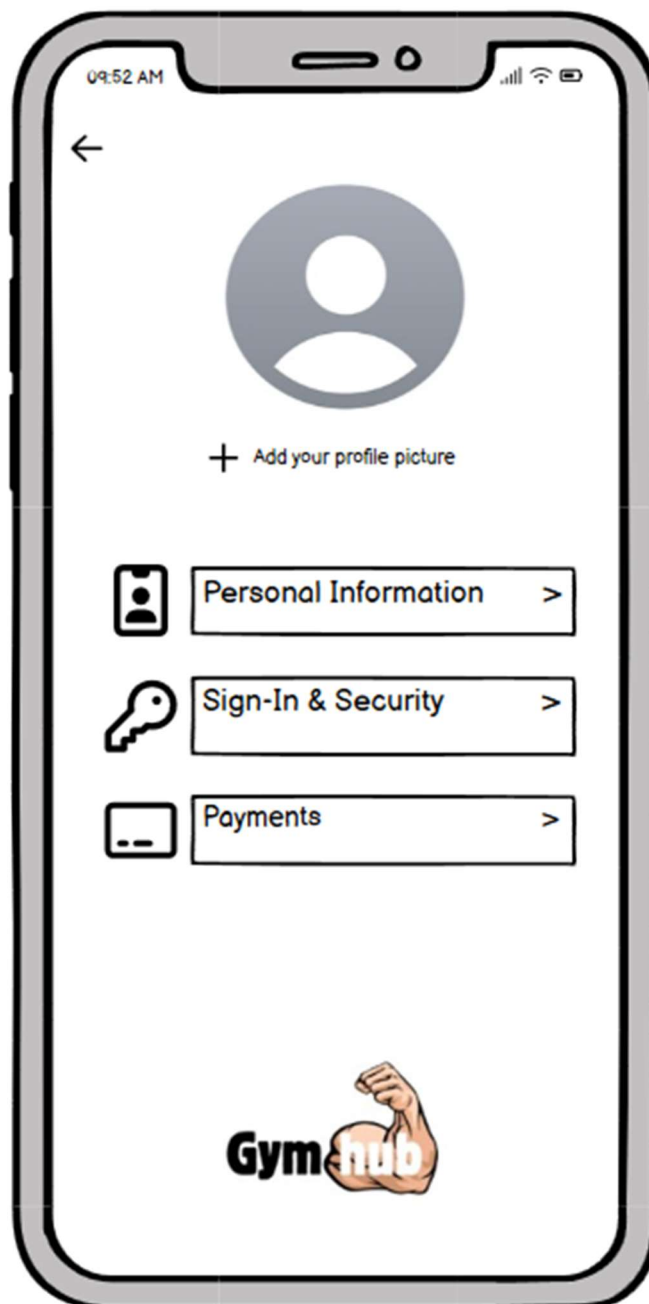 09:52 AM
Add your profile picture
Personal Information >
Sign-In & Security >
Payments >
Gym hub